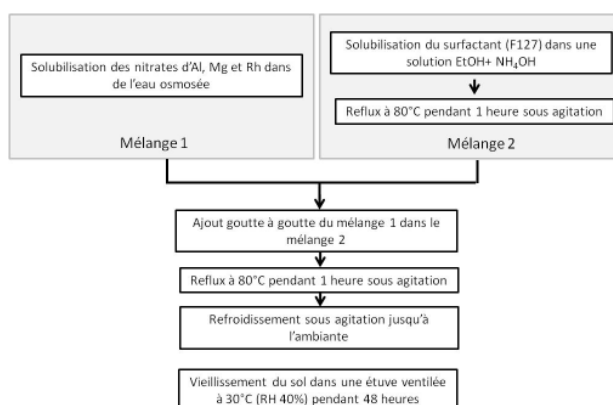 Solubilisation des nitrates d’Al, Mg et Rh dans
de l’eau osmosée
Mélange 1
Solubilisation du surfactant (F127) dans une
solution EtOH+ NH₄OH
Reflux à 80°C pendant 1 heure sous agitation
Mélange 2
Ajout goutte à goutte du mélange 1 dans le
mélange 2
Reflux à 80°C pendant 1 heure sous agitation
Refroidissement sous agitation jusqu’à
l’ambiante
Vieillissement du sol dans une étuve ventilée
à 30°C (RH 40%) pendant 48 heures